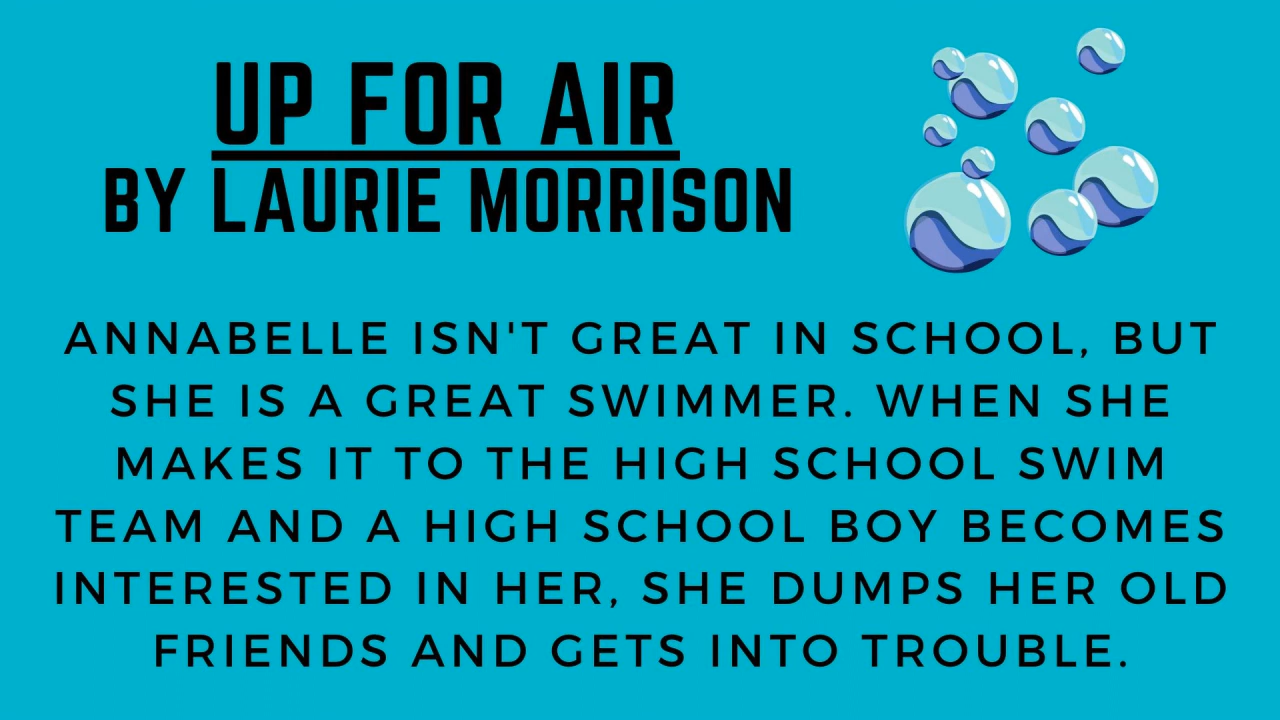 UP FOR AIR
BY LAURIE MORRISON
ANNABELLE ISN'T GREAT IN SCHOOL, BUT
SHE IS A GREAT SWIMMER. WHEN SHE
MAKES IT TO THE HIGH SCHOOL SWIM
TEAM AND A HIGH SCHOOL BOY BECOMES
INTERESTED IN HER, SHE DUMPS HER OLD
FRIENDS AND GETS INTO TROUBLE.